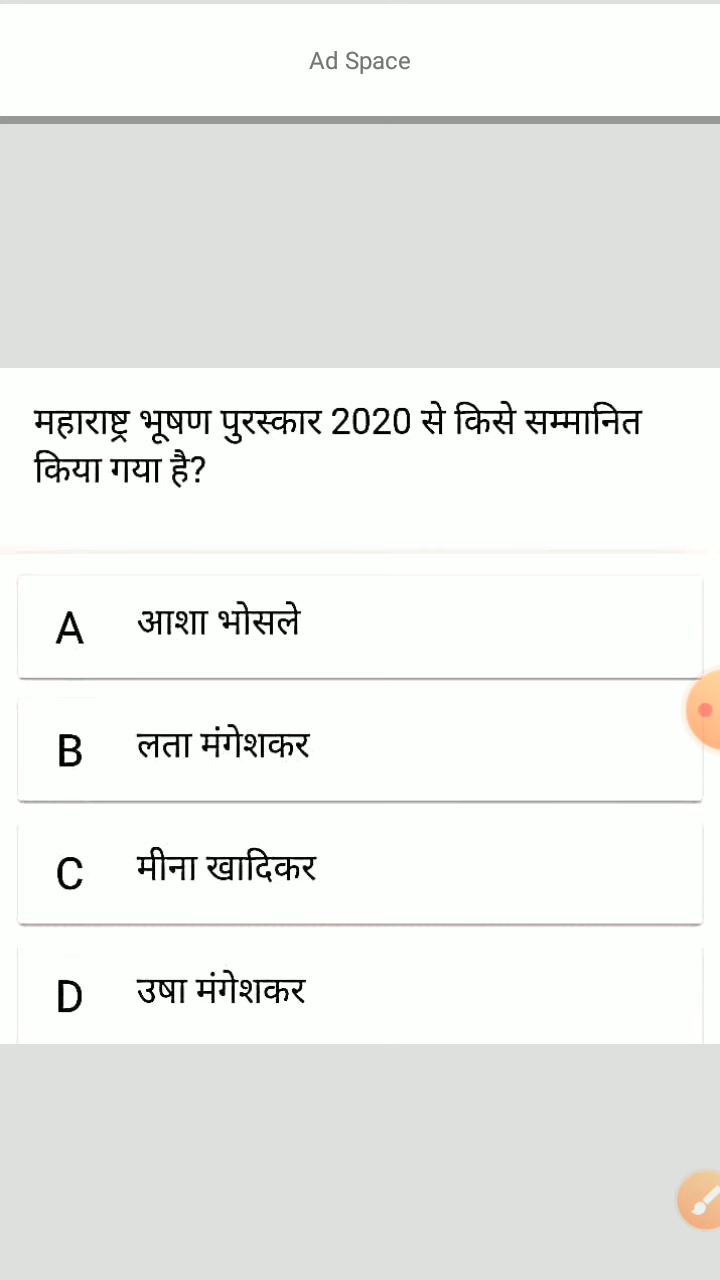 Ad Space
महाराष्ट्र भूषण पुरस्कार 2020 से किसे सम्मानित
किया गया है?
A आशा भोसले
B लता मंगेशकर
C मीना खादिकर
D उषा मंगेशकर